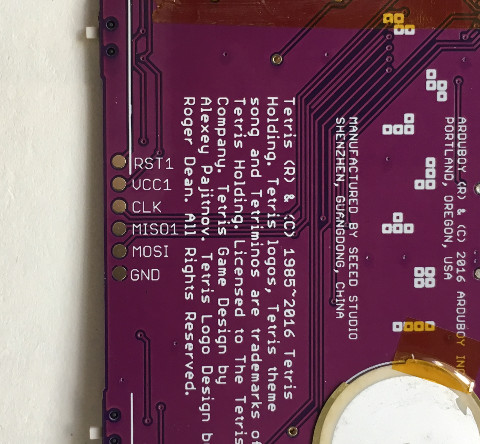 RST1
VCC1
CLK
MISO1
MOSI
GND
Tetris (R) & (C) 1985~2016 Tetris
Holding. Tetris logos, Tetris theme
song and Tetriminos are trademarks of
Tetris Holding. Licensed to The Tetris
Company. Tetris Game Design by
Alexey Pajitnov. Tetris Logo Design b
Roger Dean. All Rights Reserved.
MANUFACTURED BY SEEED STUDIO
SHENZHEN, GUANGDONG, CHINA
ARDUBOY (R) & (C) 2016 ARDUBOY IN
PORTLAND, OREGON, USA